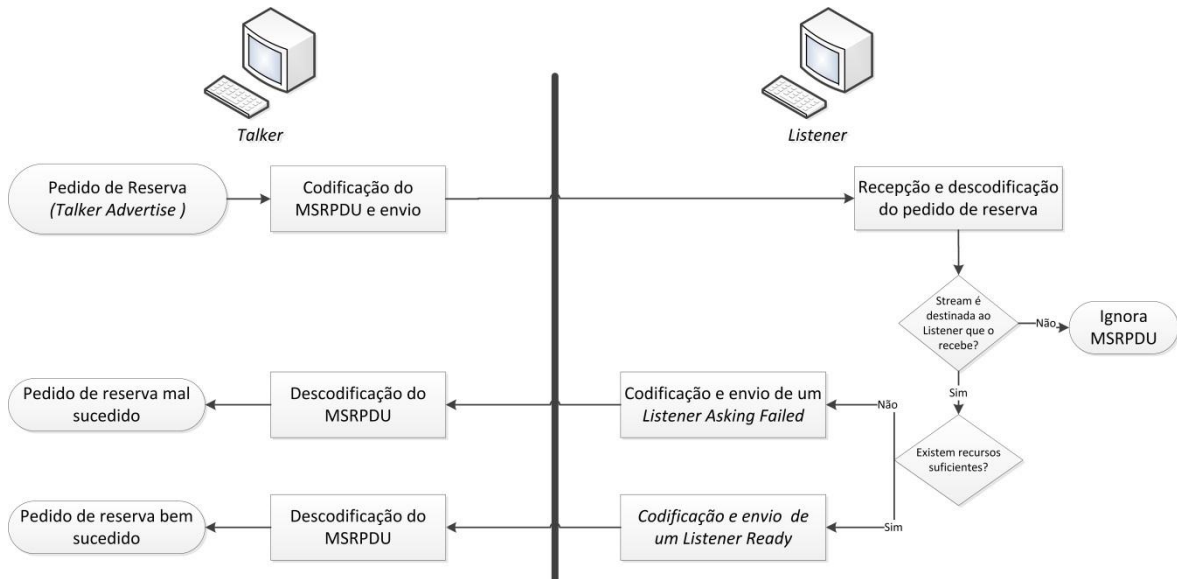 Talker
Listener
Pedido de Reserva
(Talker Advertise )
Codificação do
MSRPDU e envio
Recepção e descodificação
do pedido de reserva
Stream é
destinada ao
Listener que o
recebe?
Não
Ignora
MSRPDU
Sim
Pedido de reserva mal
sucedido
Descodificação do
MSRPDU
Codificação e envio de um
Listener Asking Failed
Não
Existem recursos
suficientes?
Pedido de reserva bem
sucedido
Descodificação do
MSRPDU
Codificação e envio de
um Listener Ready
Sim